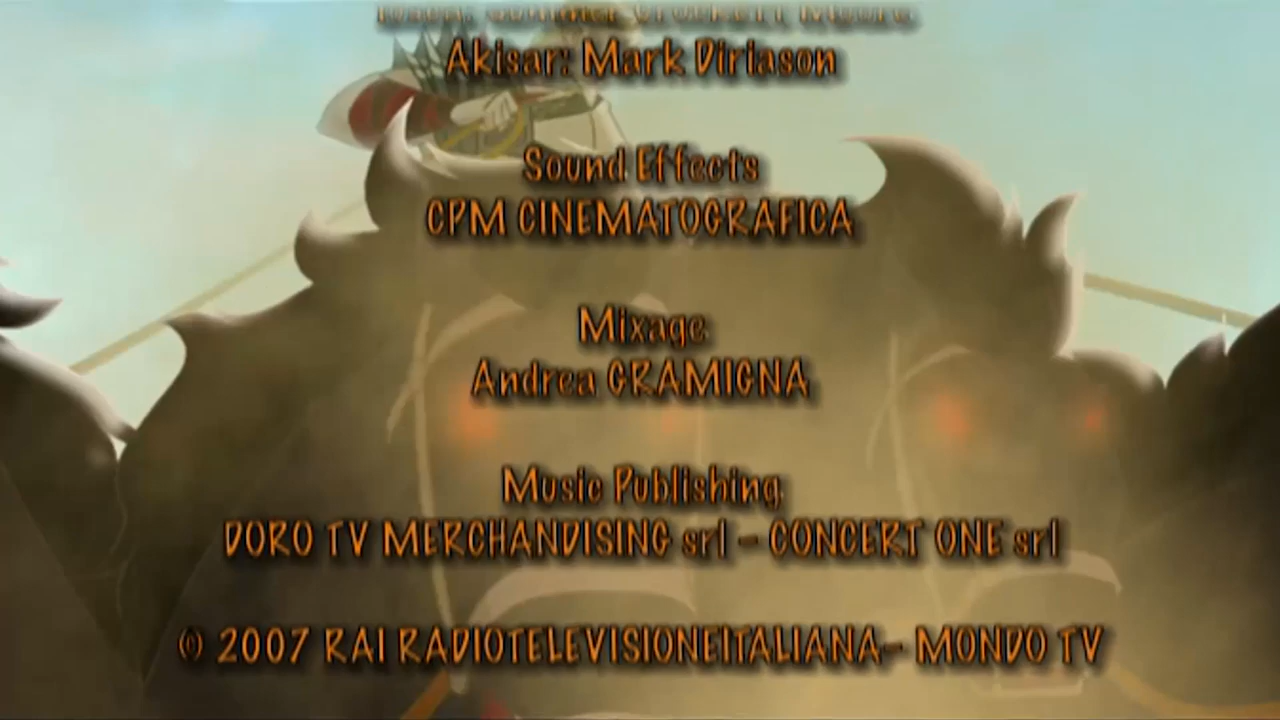 Akisar: Mark Diriason
Sound Effects
CPM CINEMATOGRAFICA
Mixage
Andrea GRAMIGNA
Music Publishing
DORO TV MERCHANDISING srl - CONCERT ONE srl
© 2007 RAI RADIOTELEVISIONEITALIANA- MONDO TV